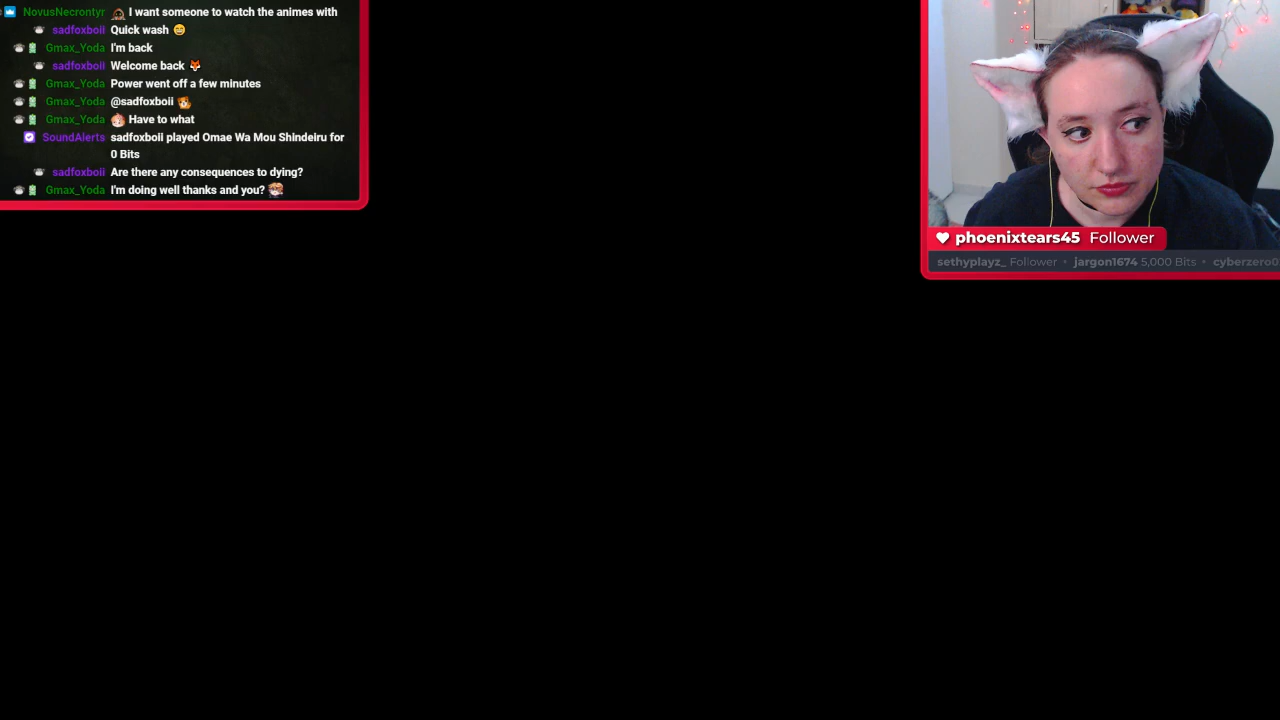 NovusNecrontyr I want someone to watch the animes with
sadfoxboii Quick wash
Gmax_Yoda I'm back
sadfoxboii Welcome back
Gmax_Yoda Power went off a few minutes
Gmax_Yoda @sadfoxboii
Gmax_Yoda Have to what
SoundAlerts sadfoxboii played Omae Wa Mou Shindeiru for
0 Bits
sadfoxboii Are there any consequences to dying?
Gmax_Yoda I'm doing well thanks and you?
phoenixtears45 Follower
sethyplayz_ Follower • jargon1674 5,000 Bits • cyberzero0